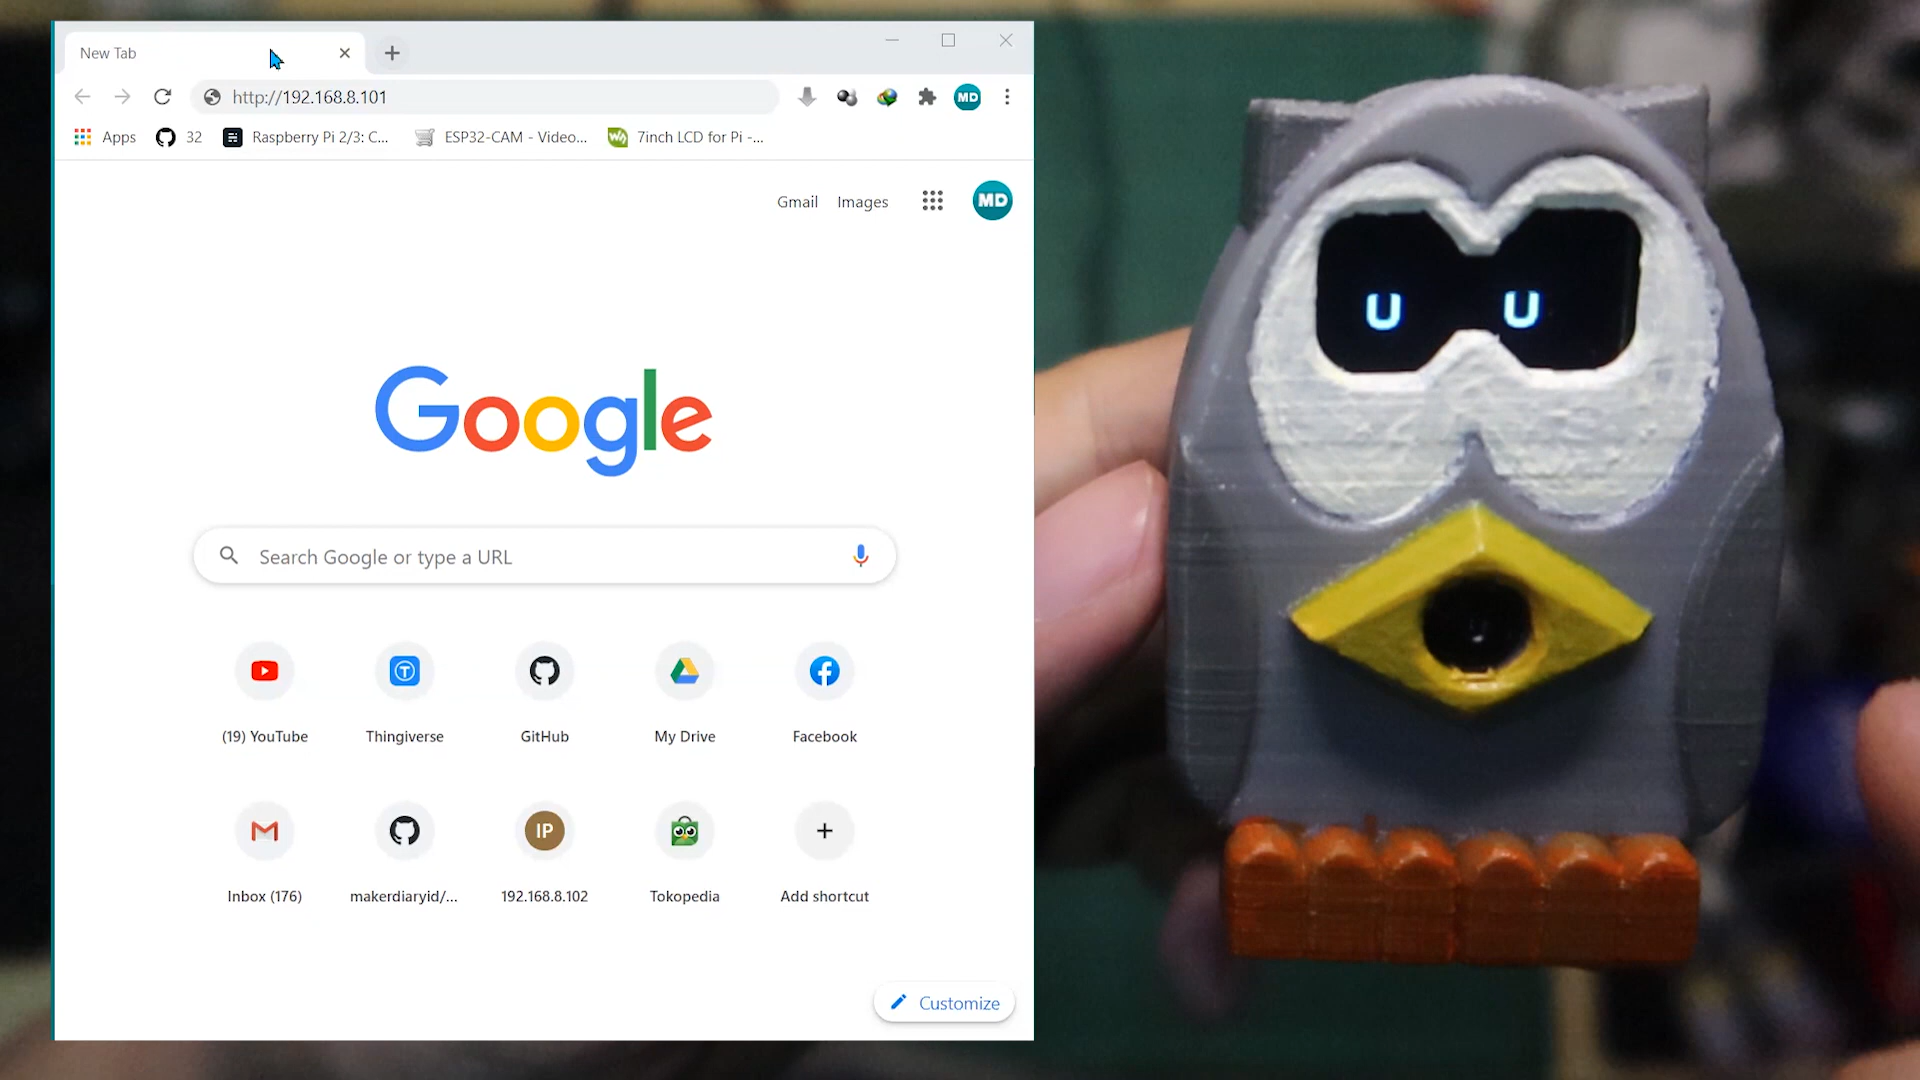 New Tab
http://192.168.8.101
MD
Apps 32 Raspberry Pi 2/3: C... ESP32-CAM - Video... 7inch LCD for Pi -...
Gmail Images MD
U U
Google
Search Google or type a URL
(19) YouTube Thingiverse GitHub My Drive Facebook
IP
Inbox (176) makerdiaryid/... 192.168.8.102 Tokopedia Add shortcut
Customize